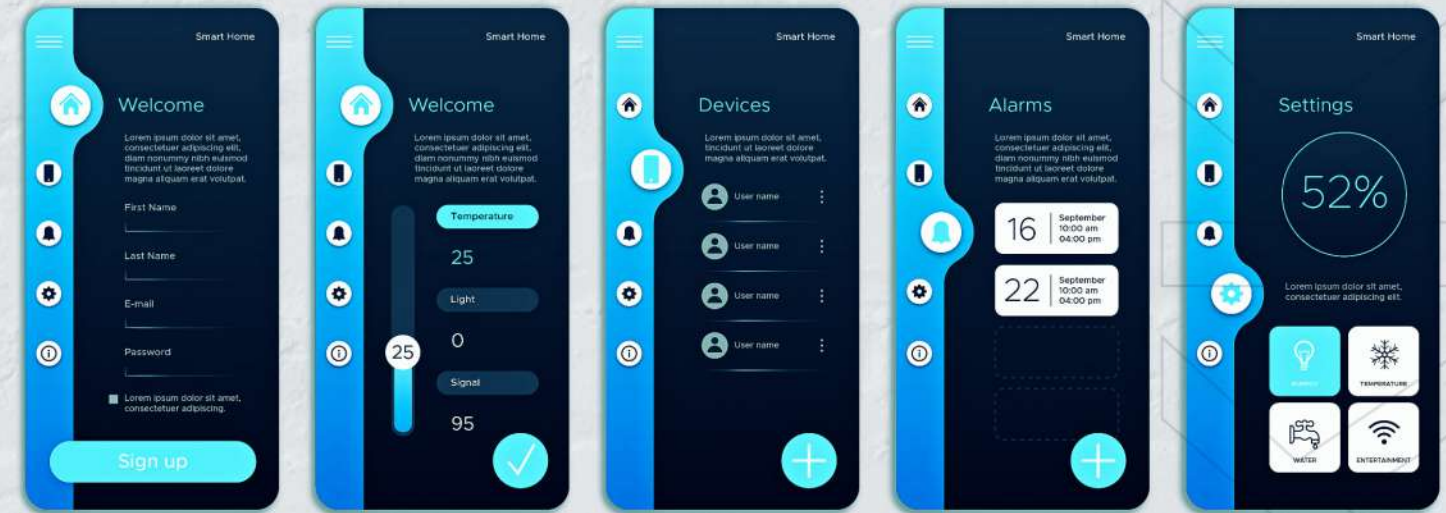 Smart Home
Welcome
Lorem ipsum dolor sit amet,
consectetuer adipiscing elit,
diam nonummy nibh euismod
tincidunt ut laoreet dolore
magna aliquam erat volutpat.
First Name
Last Name
E-mail
Password
Lorem ipsum dolor sit amet,
consectetuer adipiscing.
Sign up
Smart Home
Welcome
Lorem ipsum dolor sit amet,
consectetuer adipiscing elit,
diam nonummy nibh euismod
tincidunt ut laoreet dolore
magna aliquam erat volutpat.
Temperature
25
Light
0
25
Signal
95
Smart Home
Devices
Lorem ipsum dolor sit amet,
tincidunt ut laoreet dolore
magna aliquam erat volutpat.
User name
User name
User name
User name
Smart Home
Alarms
Lorem ipsum dolor sit amet,
consectetuer adipiscing elit,
diam nonummy nibh euismod
tincidunt ut laoreet dolore
magna aliquam erat volutpat.
16
September
10:00 am
04:00 pm
22
September
10:00 am
04:00 pm
Smart Home
Settings
52%
Lorem ipsum dolor sit amet,
consectetuer adipiscing elit.
TEMPERATURE
WATER
ENTERTAINMENT